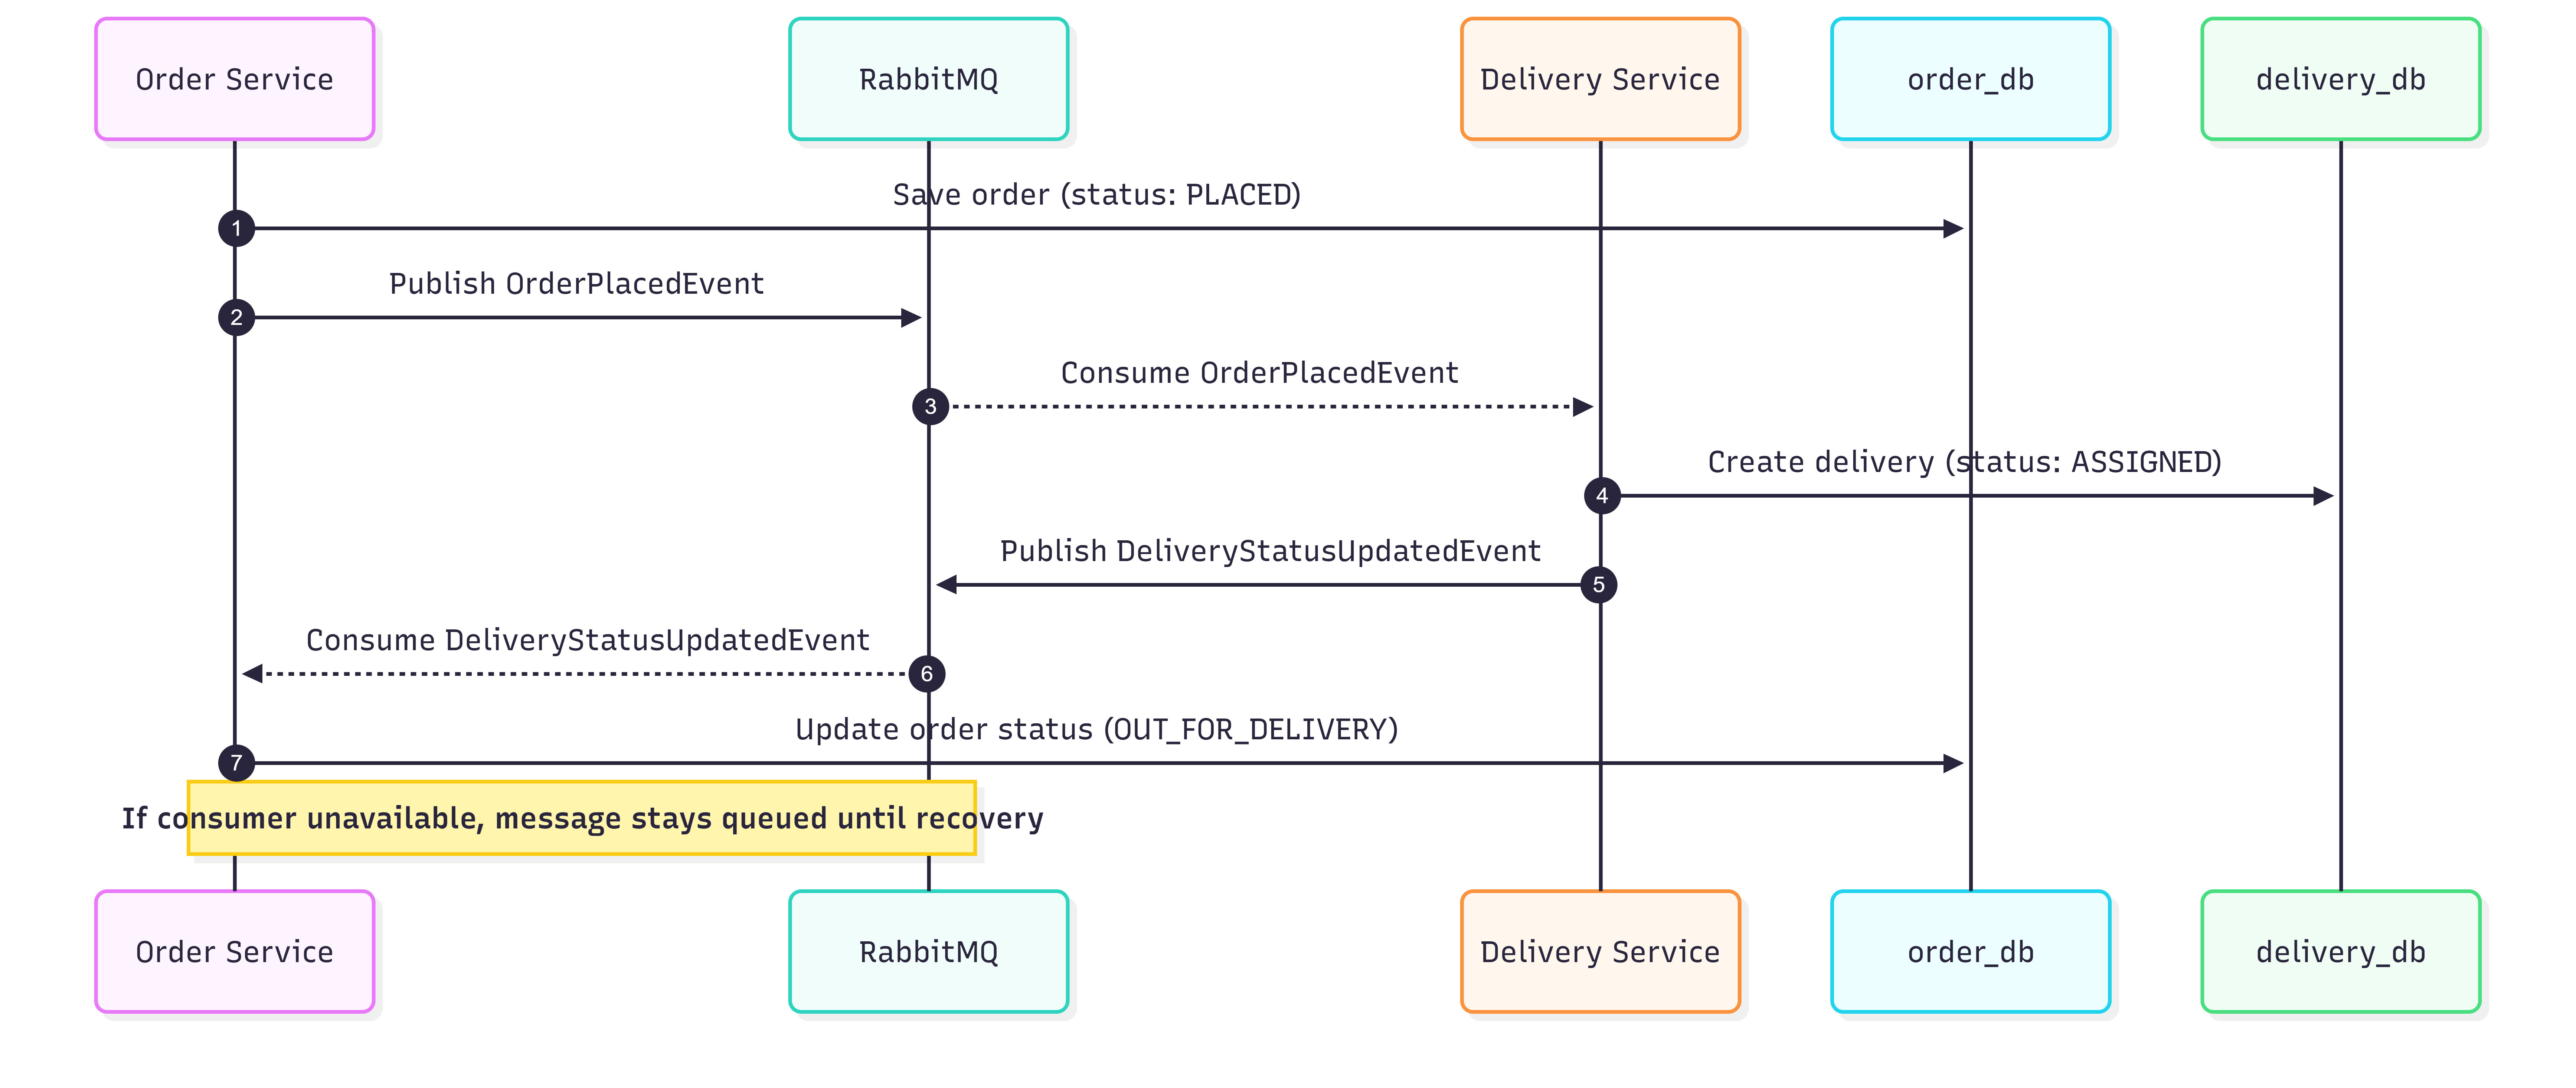 Order Service
RabbitMQ
Delivery Service
order_db
delivery_db
Save order (status: PLACED)
1
Publish OrderPlacedEvent
2
Consume OrderPlacedEvent
3
Create delivery (status: ASSIGNED)
4
Publish DeliveryStatusUpdatedEvent
5
Consume DeliveryStatusUpdatedEvent
6
Update order status (OUT_FOR_DELIVERY)
7
If consumer unavailable, message stays queued until recovery
Order Service
RabbitMQ
Delivery Service
order_db
delivery_db